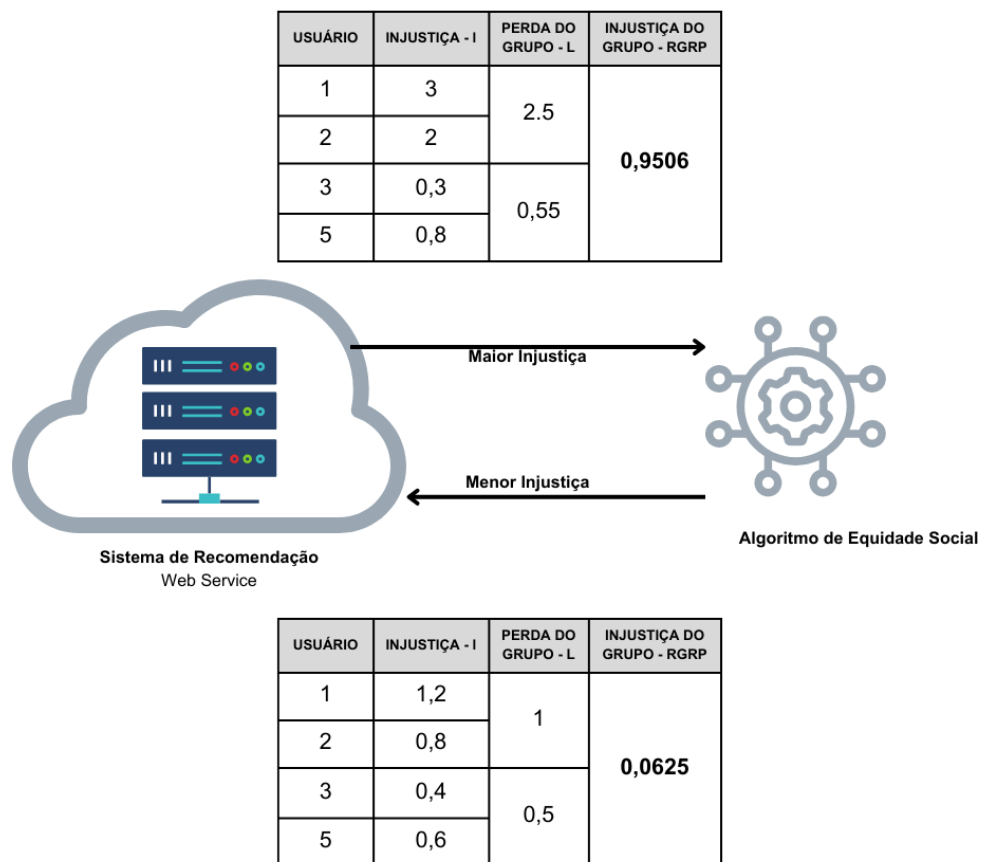 USUÁRIO INJUSTIÇA - I PERDA DO GRUPO - L INJUSTIÇA DO GRUPO - RGRP
1 3 2.5 0,9506
2 2
3 0,3 0,55
5 0,8
Maior Injustiça
Menor Injustiça
Algoritmo de Equidade Social
Sistema de Recomendação
Web Service
USUÁRIO INJUSTIÇA - I PERDA DO GRUPO - L INJUSTIÇA DO GRUPO - RGRP
1 1,2 1 0,0625
2 0,8
3 0,4 0,5
5 0,6